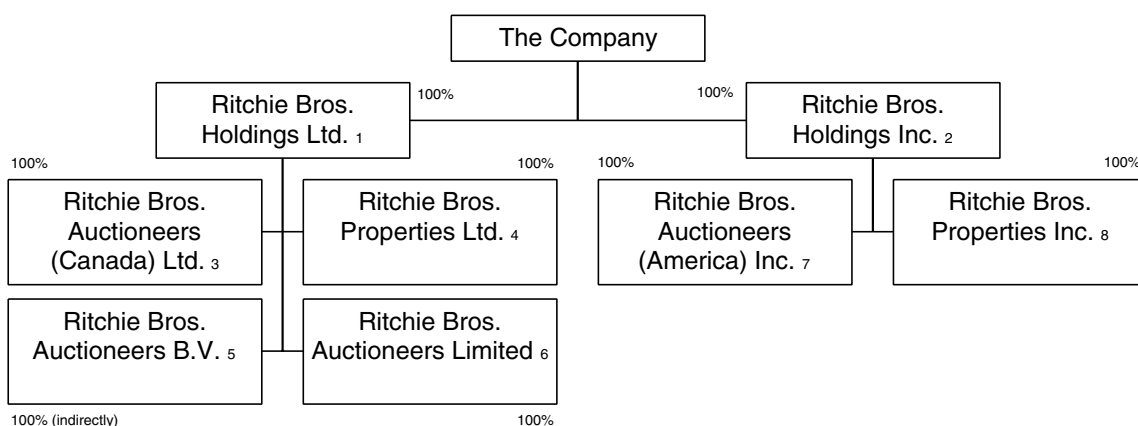 The Company
100%
100%
Ritchie Bros.
Holdings Ltd. 1
Ritchie Bros.
Holdings Inc. 2
100%
100%
100%
100%
Ritchie Bros.
Auctioneers
(Canada) Ltd. 3
Ritchie Bros.
Properties Ltd. 4
Ritchie Bros.
Auctioneers
(America) Inc. 7
Ritchie Bros.
Properties Inc. 8
Ritchie Bros.
Auctioneers B.V. 5
Ritchie Bros.
Auctioneers Limited 6
100% (indirectly)
100%